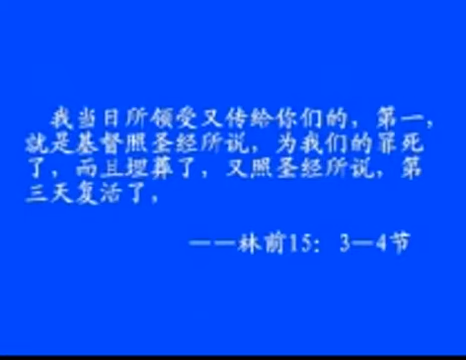 我当日所领受又传给你们的，第一，
就是基督照圣经所说，为我们的罪死
了，而且埋葬了，又照圣经所说，第
三天复活了，
——林前15：3—4节